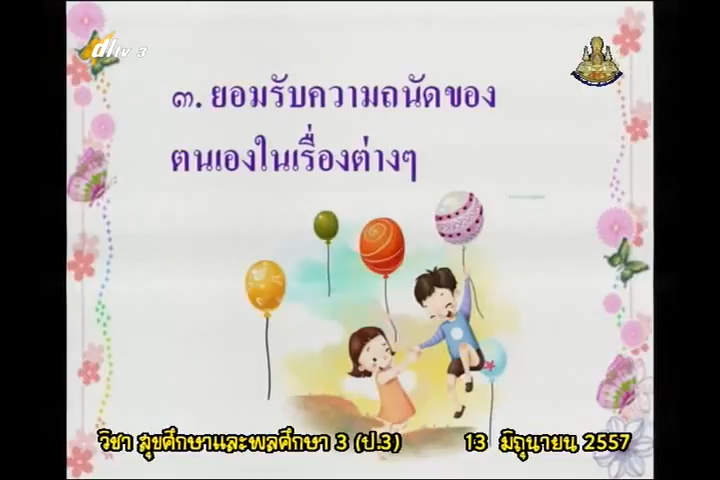 dltv 3
๓. ยอมรับความถนัดของ
ตนเองในเรื่องต่างๆ
วิชา สุขศึกษาและพลศึกษา 3 (ป.3) 13 มิถุนายน 2557